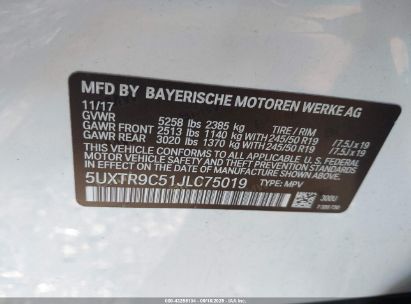 MFD BY BAYERISCHE MOTOREN WERKE AG
11/17
GVWR 5258 lbs 2385 kg TIRE / RIM
GAWR FRONT 2513 lbs 1140 kg WITH 245/50 R19 /7.5J x 19
GAWR REAR 3020 lbs 1370 kg WITH 245/50 R19 /7.5J x 19
THIS VEHICLE CONFORMS TO ALL APPLICABLE U.S. FEDERAL
MOTOR VEHICLE SAFETY, BUMPER, AND THEFT PREVENTION
STANDARDS IN EFFECT ON THE DATE OF MANUFACTURE SHOWN ABOVE.
5UXTR9C51JLC75019 TYPE: MPV
300U